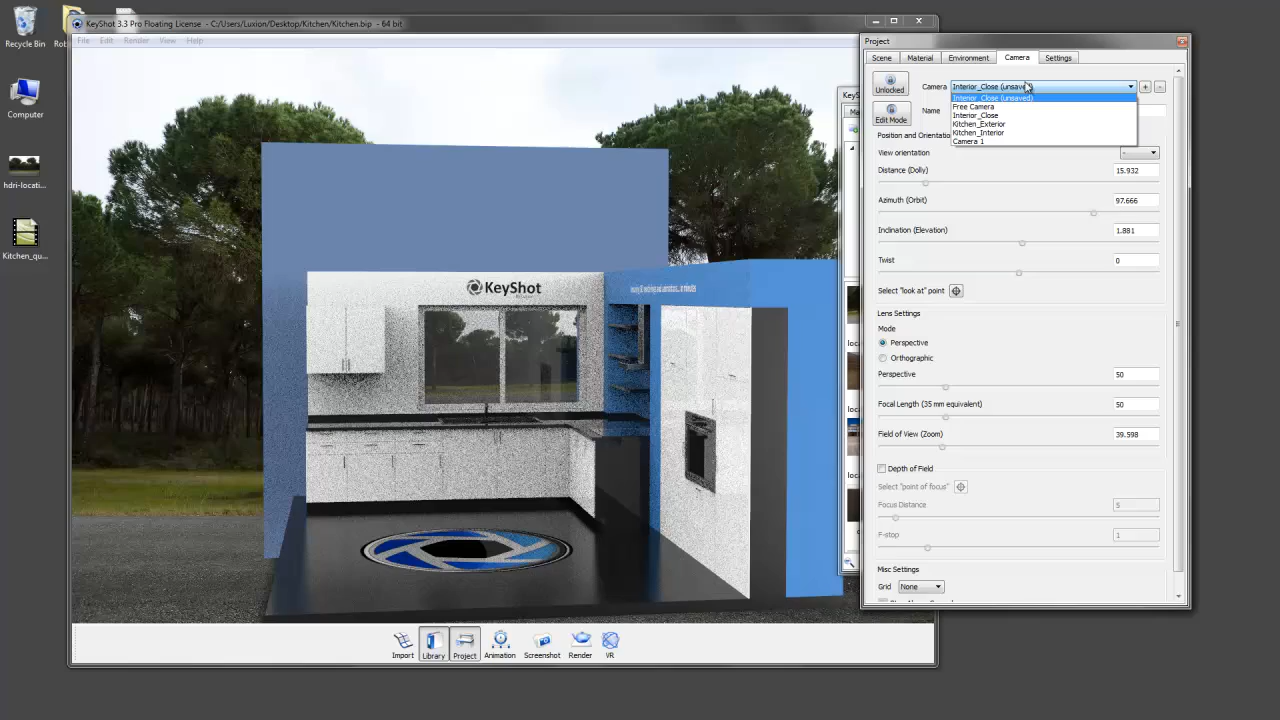 KeyShot 3.3 Pro Floating License - C:/Users/Luxion/Desktop/Kitchen/Kitchen.bip - 64 bit
File Edit Render View Help
Recycle Bin
Computer
hdri-locati...
Kitchen_qu...
KeyShot
Import
Library
Project
Animation
Screenshot
Render
VR
Project
Scene Material Environment Camera Settings
Unlocked
Camera Interior_Close (unsaved) + -
Edit Mode
Name
Interior_Close (unsaved)
Free Camera
Interior_Close
Kitchen_Exterior
Kitchen_Interior
Camera 1
Position and Orientatio
View orientation -
Distance (Dolly) 15.932
Azimuth (Orbit) 97.666
Inclination (Elevation) 1.881
Twist 0
Select "look at" point
Lens Settings
Mode
Perspective
Orthographic
Perspective 50
Focal Length (35 mm equivalent) 50
Field of View (Zoom) 39.598
Depth of Field
Select "point of focus"
Focus Distance 5
F-stop 1
Misc Settings
Grid None